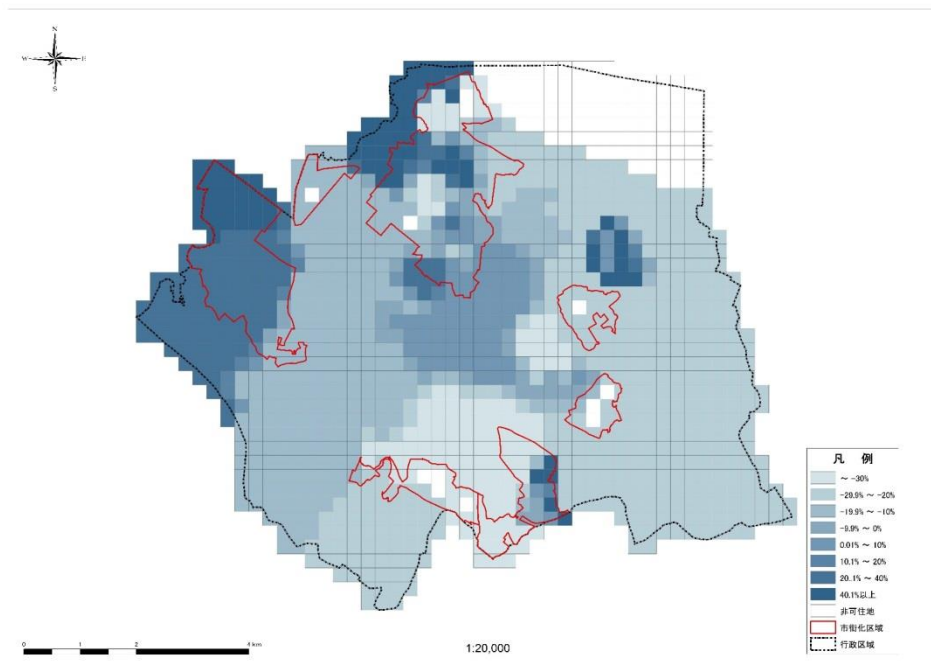 N
W
E
S
凡 例
～ -30%
-29.9% ～ -20%
-19.9% ～ -10%
-9.9% ～ 0%
0.01% ～ 10%
10.1% ～ 20%
20.1% ～ 40%
40.1%以上
非可住地
市街化区域
行政区域
0 1 2 4 km
1:20,000